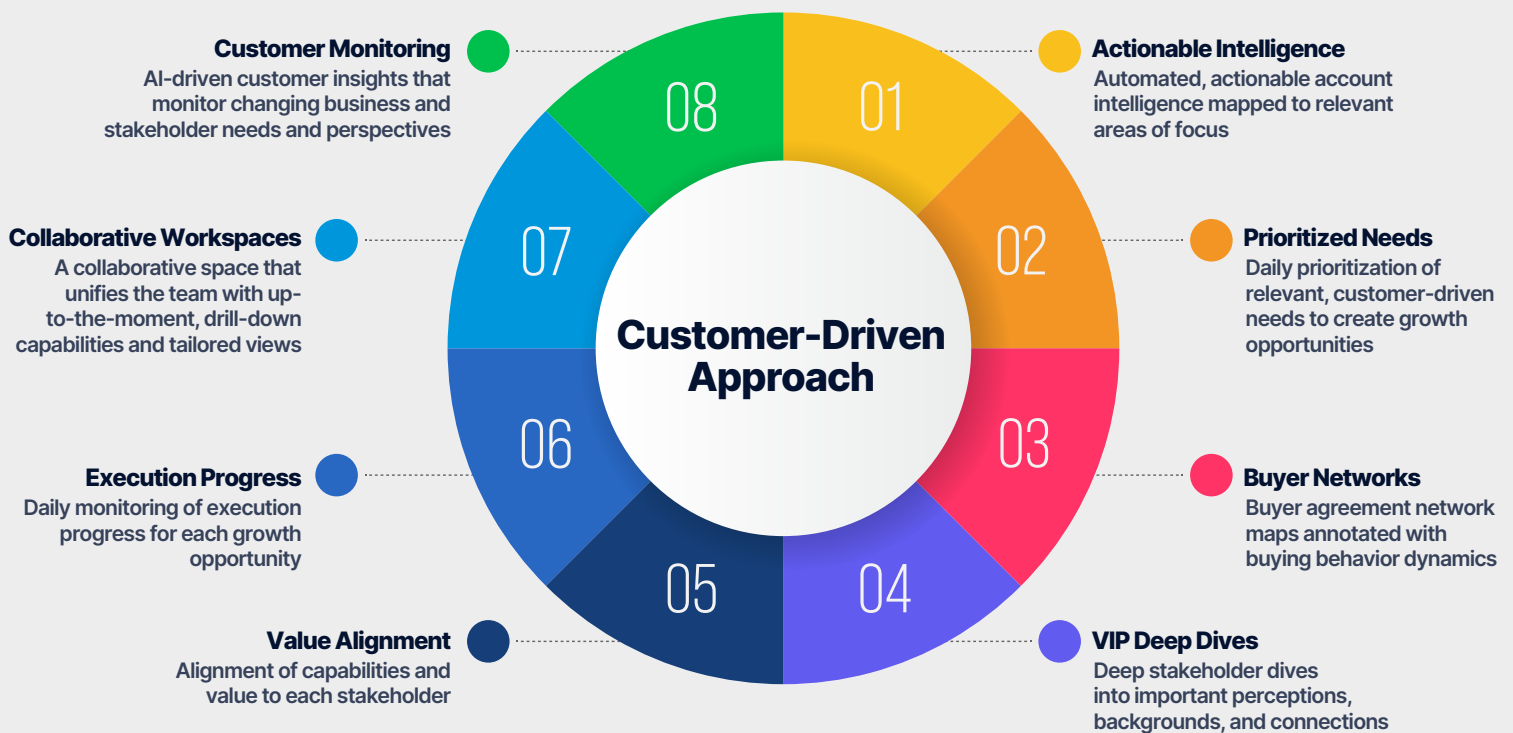 Customer-Driven
Approach
01
Actionable Intelligence
Automated, actionable account
intelligence mapped to relevant
areas of focus
02
Prioritized Needs
Daily prioritization of
relevant, customer-driven
needs to create growth
opportunities
03
Buyer Networks
Buyer agreement network
maps annotated with
buying behavior dynamics
04
VIP Deep Dives
Deep stakeholder dives
into important perceptions,
backgrounds, and connections
05
Value Alignment
Alignment of capabilities and
value to each stakeholder
06
Execution Progress
Daily monitoring of execution
progress for each growth
opportunity
07
Collaborative Workspaces
A collaborative space that
unifies the team with up-
to-the-moment, drill-down
capabilities and tailored views
08
Customer Monitoring
AI-driven customer insights that
monitor changing business and
stakeholder needs and perspectives